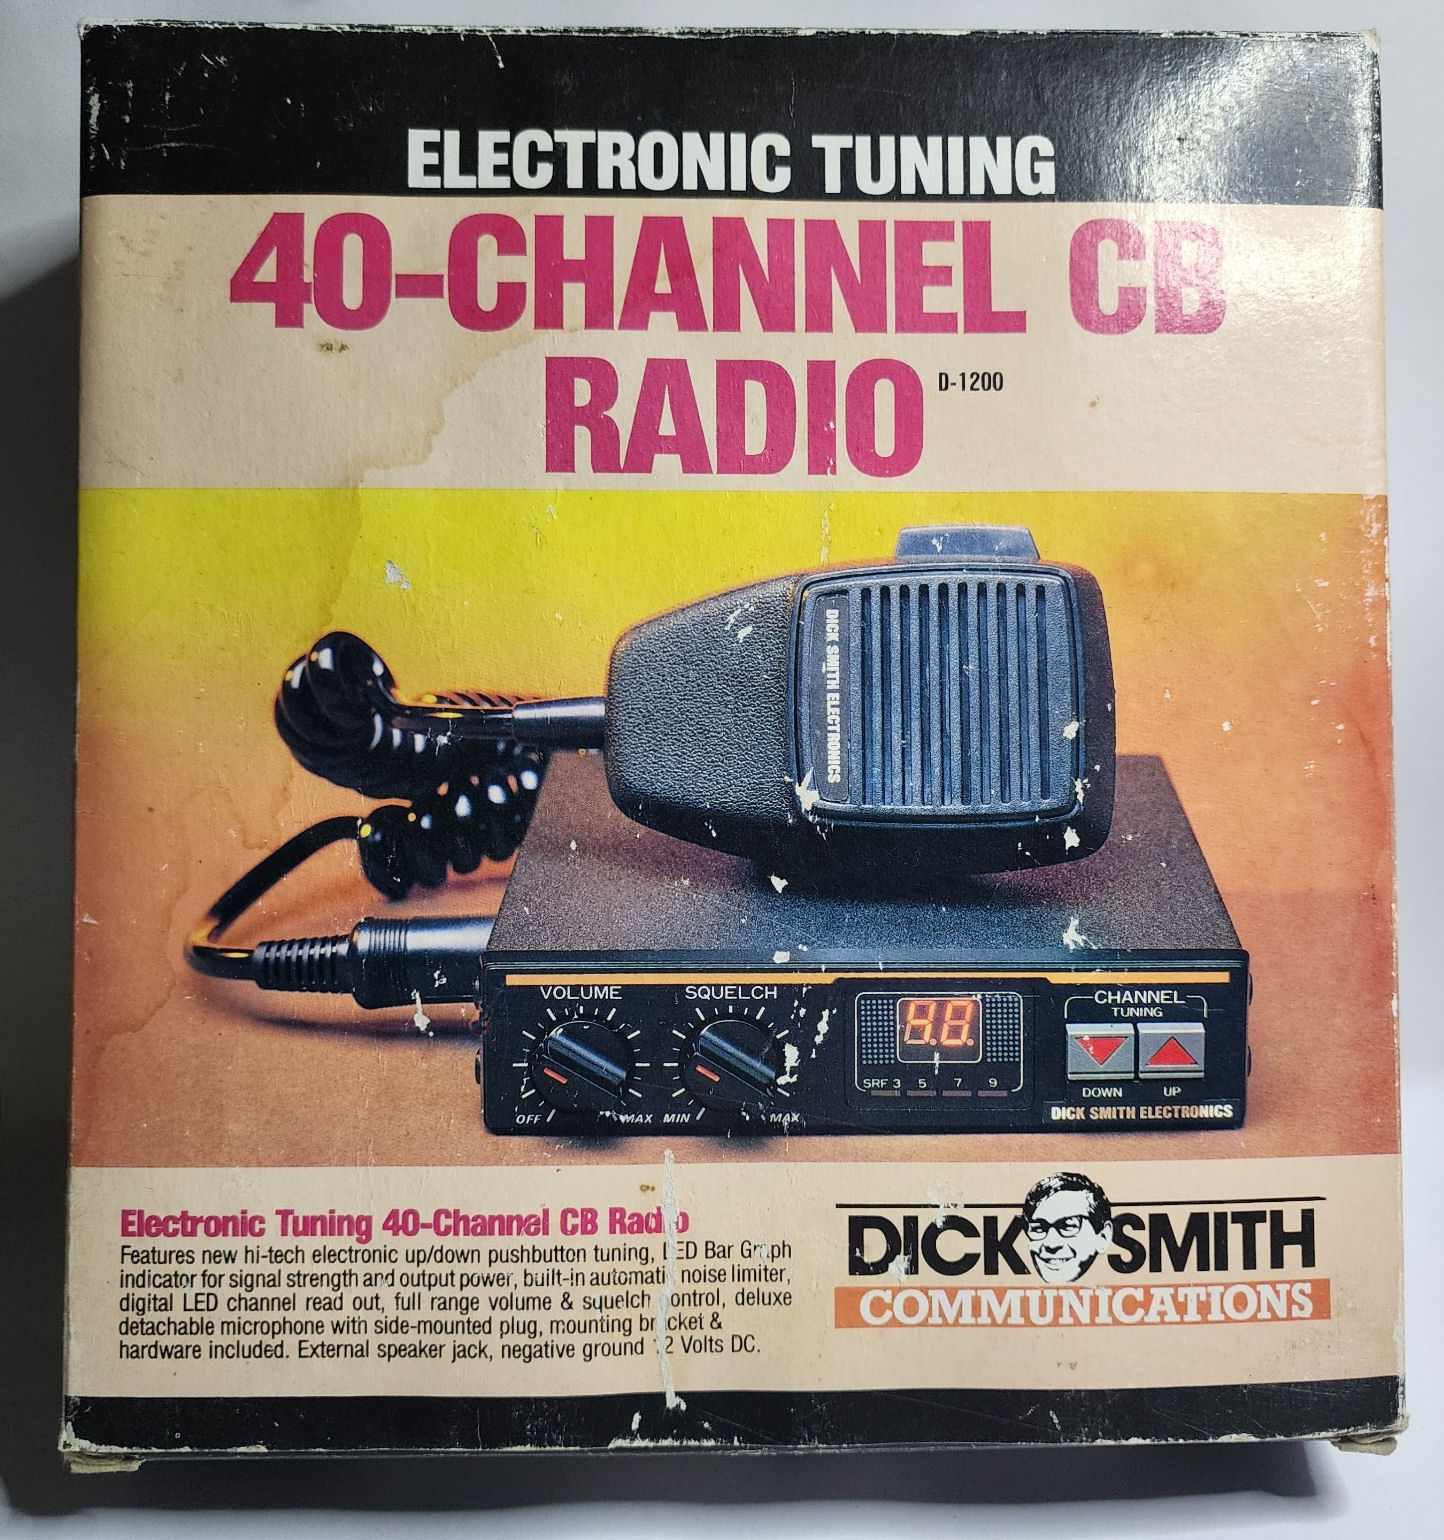 ELECTRONIC TUNING
40-CHANNEL CB
RADIO D-1200
DICK SMITH ELECTRONICS
VOLUME SQUELCH
CHANNEL
TUNING
88
SRF 3 5 7 9
DOWN UP
OFF MAX MIN MAX
DICK SMITH ELECTRONICS
Electronic Tuning 40-Channel CB Radio
Features new hi-tech electronic up/down pushbutton tuning, LED Bar Graph
indicator for signal strength and output power, built-in automatic noise limiter,
digital LED channel read out, full range volume & squelch control, deluxe
detachable microphone with side-mounted plug, mounting bracket &
hardware included. External speaker jack, negative ground 12 Volts DC.
DICK SMITH
COMMUNICATIONS